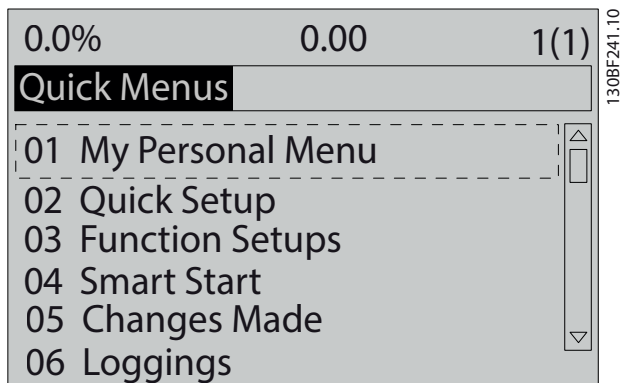 0.0% 0.00 1(1)
Quick Menus
01 My Personal Menu
02 Quick Setup
03 Function Setups
04 Smart Start
05 Changes Made
06 Loggings
130BF241.10